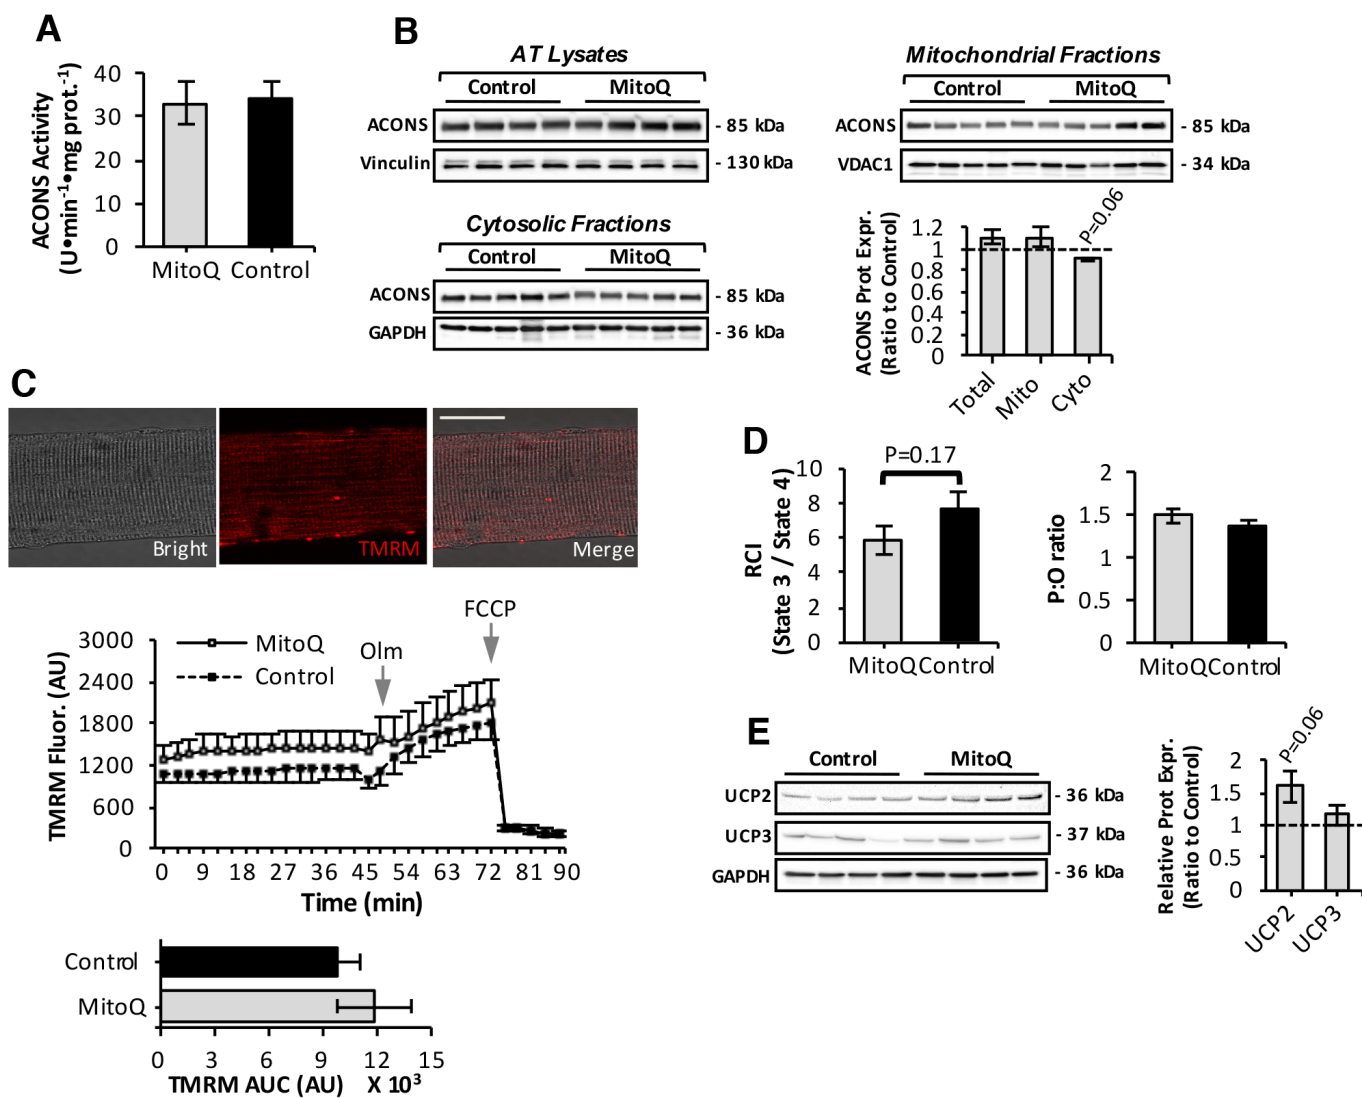 A
ACONS Activity
(U•min⁻¹•mg prot.⁻¹)
40
30
20
10
0
MitoQ Control
B
AT Lysates
Control MitoQ
ACONS - 85 kDa
Vinculin - 130 kDa
Mitochondrial Fractions
Control MitoQ
ACONS - 85 kDa
VDAC1 - 34 kDa
Cytosolic Fractions
Control MitoQ
ACONS - 85 kDa
GAPDH - 36 kDa
ACONS Prot Expr.
(Ratio to Control)
1.2
1
0.8
0.6
0.4
0.2
0
P=0.06
Total Mito Cyto
C
Bright
TMRM
Merge
TMRM Fluor. (AU)
3000
2400
1800
1200
600
0
MitoQ
Control
Olm
FCCP
0 9 18 27 36 45 54 63 72 81 90
Time (min)
Control
MitoQ
0 3 6 9 12 15
TMRM AUC (AU) X 10³
D
RCI
(State 3 / State 4)
10
8
6
4
2
0
P=0.17
MitoQ Control
P:O ratio
2
1.5
1
0.5
0
MitoQ Control
E
Control MitoQ
UCP2 - 36 kDa
UCP3 - 37 kDa
GAPDH - 36 kDa
Relative Prot Expr.
(Ratio to Control)
2
1.5
1
0.5
0
P=0.06
UCP2 UCP3